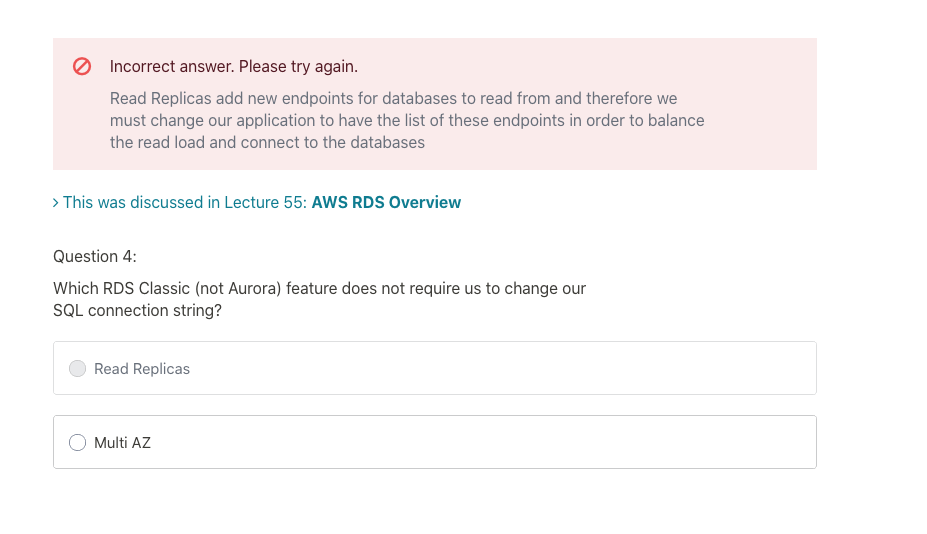 Incorrect answer. Please try again.
Read Replicas add new endpoints for databases to read from and therefore we
must change our application to have the list of these endpoints in order to balance
the read load and connect to the databases
> This was discussed in Lecture 55: AWS RDS Overview
Question 4:
Which RDS Classic (not Aurora) feature does not require us to change our
SQL connection string?
Read Replicas
Multi AZ